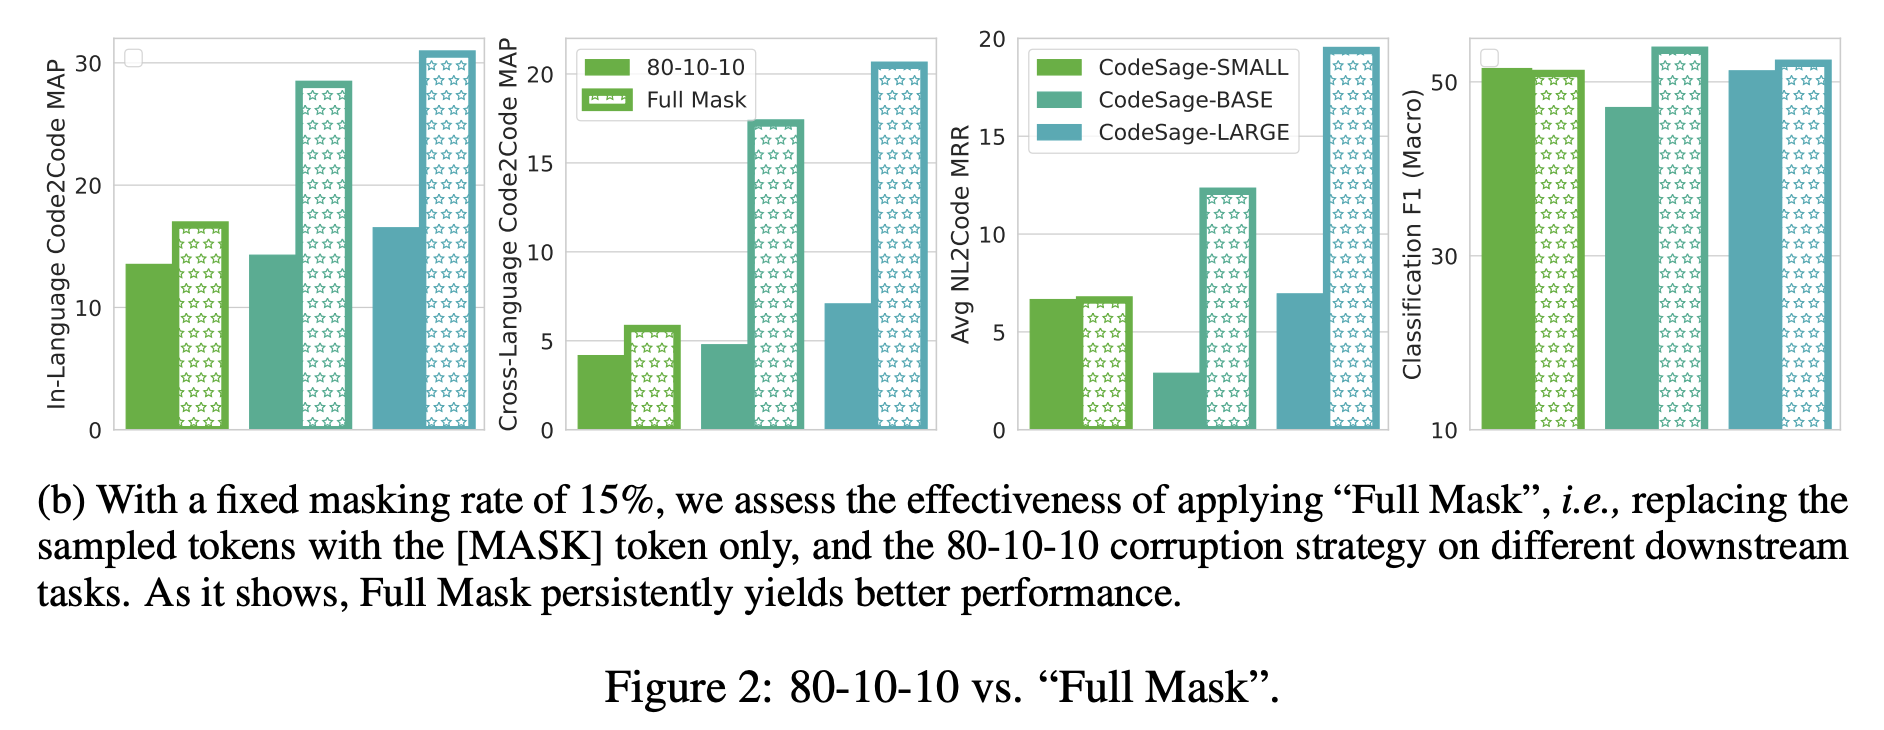 In-Language Code2Code MAP
30
20
10
0
Cross-Language Code2Code MAP
20
15
10
5
0
80-10-10
Full Mask
Avg NL2Code MRR
20
15
10
5
0
CodeSage-SMALL
CodeSage-BASE
CodeSage-LARGE
Classification F1 (Macro)
50
30
10
(b) With a fixed masking rate of 15%, we assess the effectiveness of applying “Full Mask”, i.e., replacing the
sampled tokens with the [MASK] token only, and the 80-10-10 corruption strategy on different downstream
tasks. As it shows, Full Mask persistently yields better performance.
Figure 2: 80-10-10 vs. “Full Mask”.